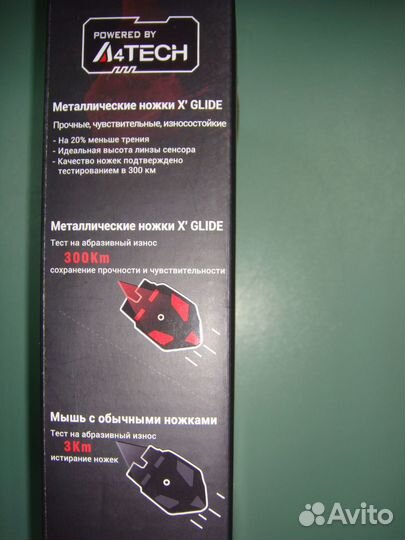 POWERED BY
A4TECH
Металлические ножки X' GLIDE
Прочные, чувствительные, износостойкие
- На 20% меньше трения
- Идеальная высота линзы сенсора
- Качество ножек подтверждено
тестированием в 300 км
Металлические ножки X' GLIDE
Тест на абразивный износ
300Km
сохранение прочности и чувствительности
Мышь с обычными ножками
Тест на абразивный износ
3Km
истирание ножек
Avito